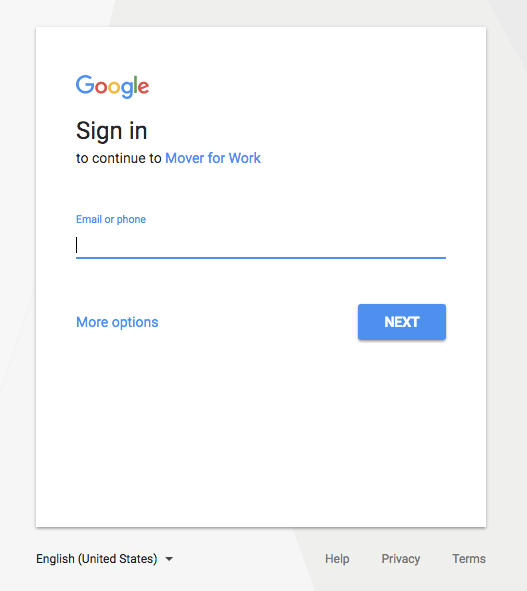 Google
Sign in
to continue to Mover for Work
Email or phone
More options
NEXT
English (United States)
Help Privacy Terms